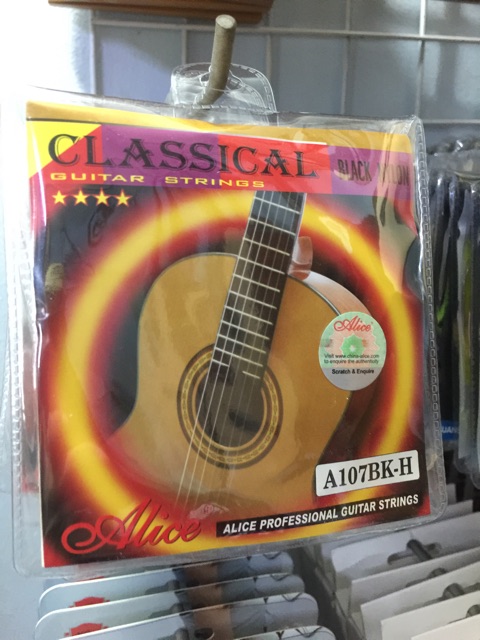 CLASSICAL
BLACK NYLON
GUITAR STRINGS
Alice
Visit www.china-alice.com
to enquire the authenticity
Scratch & Enquire
A107BK-H
Alice
ALICE PROFESSIONAL GUITAR STRINGS